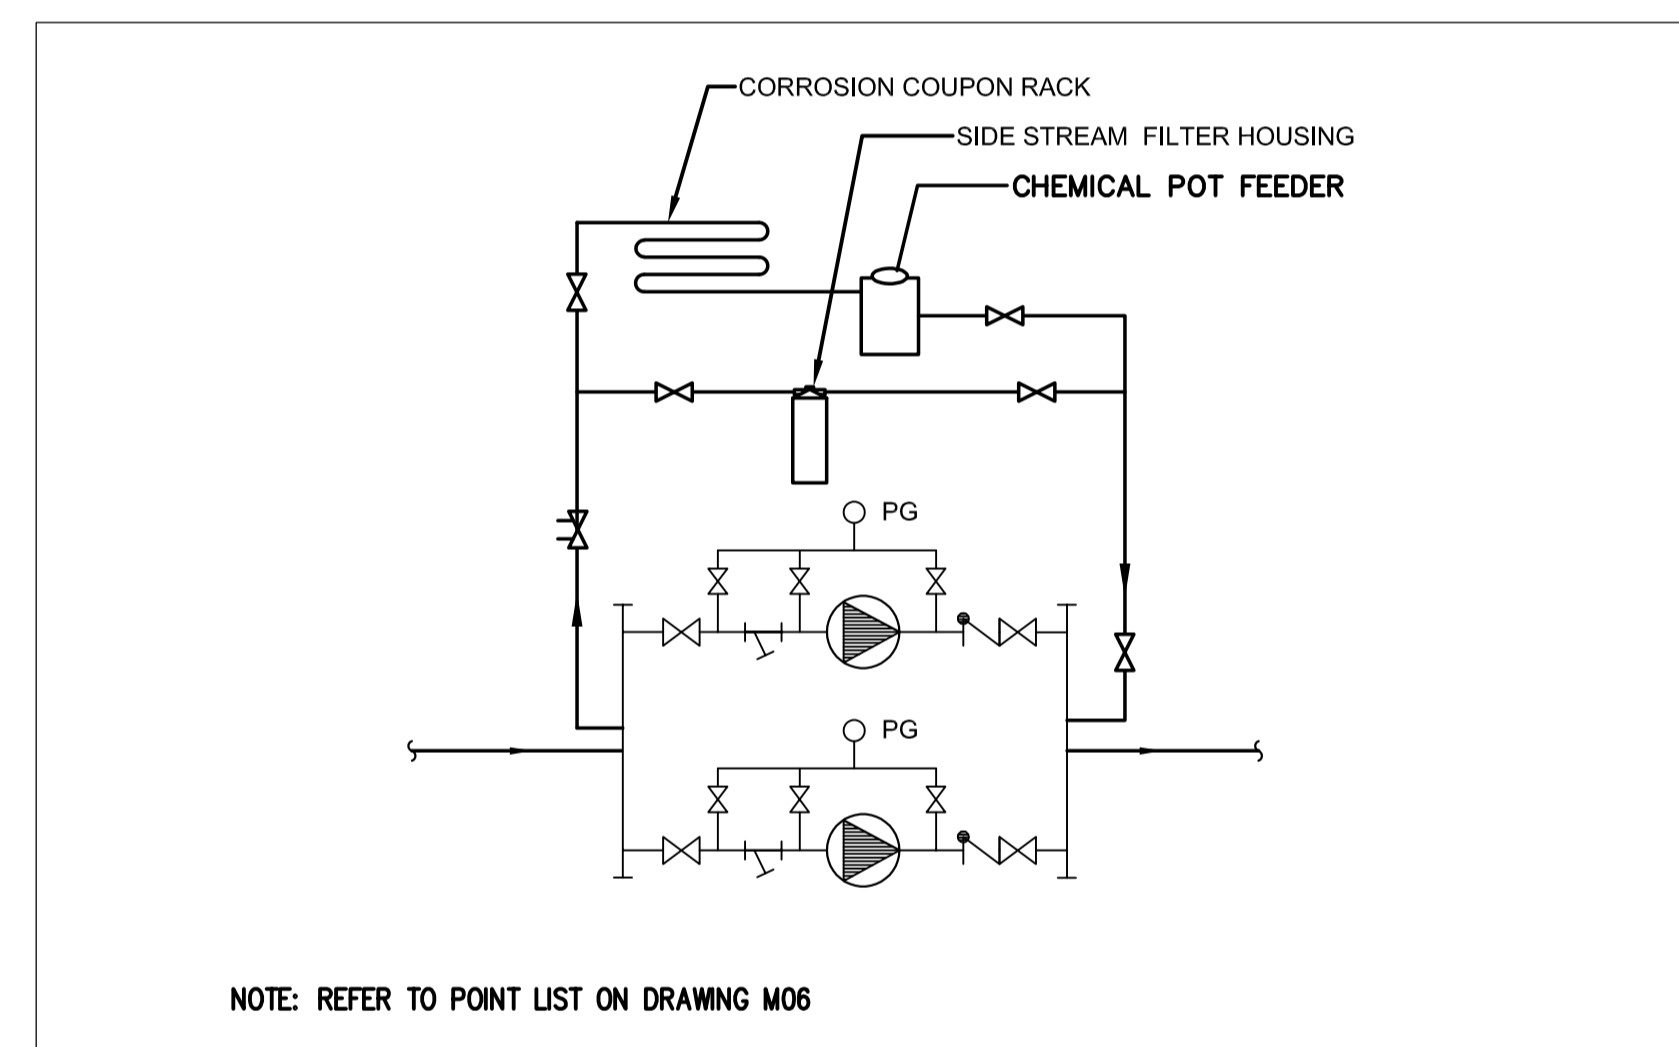 CORROSION COUPON RACK
SIDE STREAM FILTER HOUSING
CHEMICAL POT FEEDER
PG
PG
NOTE: REFER TO POINT LIST ON DRAWING M06